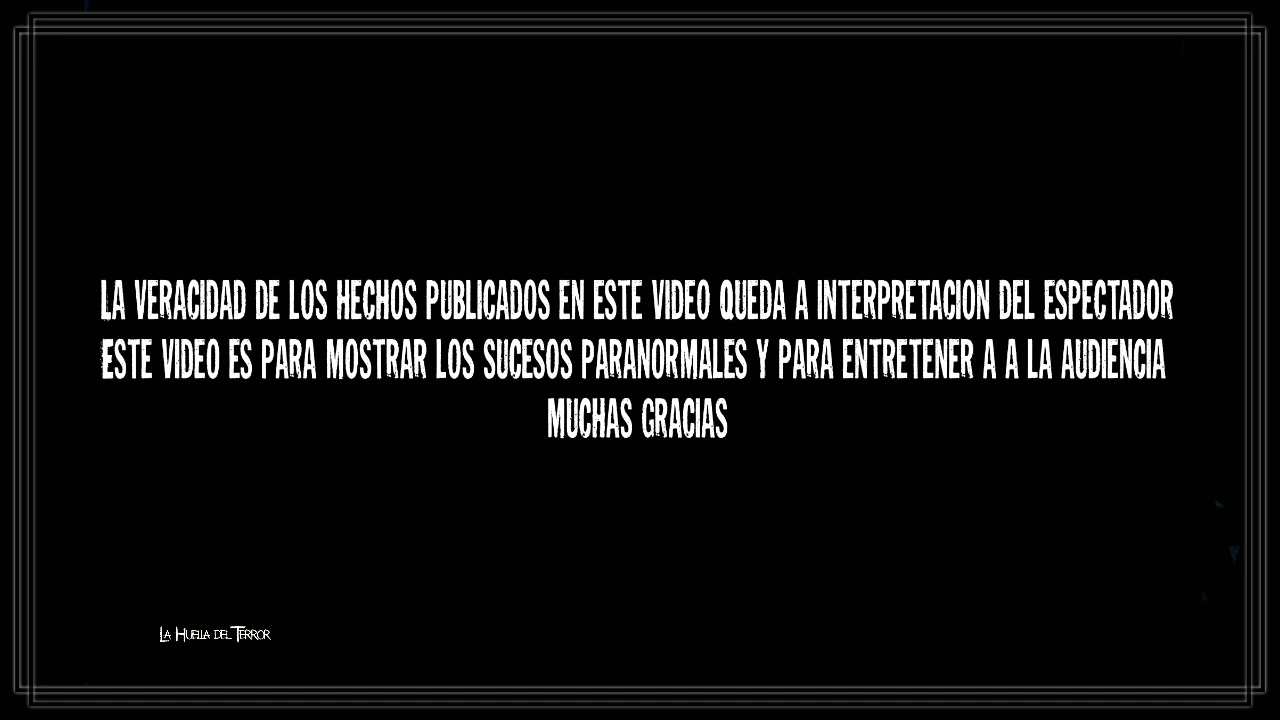 LA VERACIDAD DE LOS HECHOS PUBLICADOS EN ESTE VIDEO QUEDA A INTERPRETACION DEL ESPECTADOR
ESTE VIDEO ES PARA MOSTRAR LOS SUCESOS PARANORMALES Y PARA ENTRETENER A A LA AUDIENCIA
MUCHAS GRACIAS
La Huella del Terror